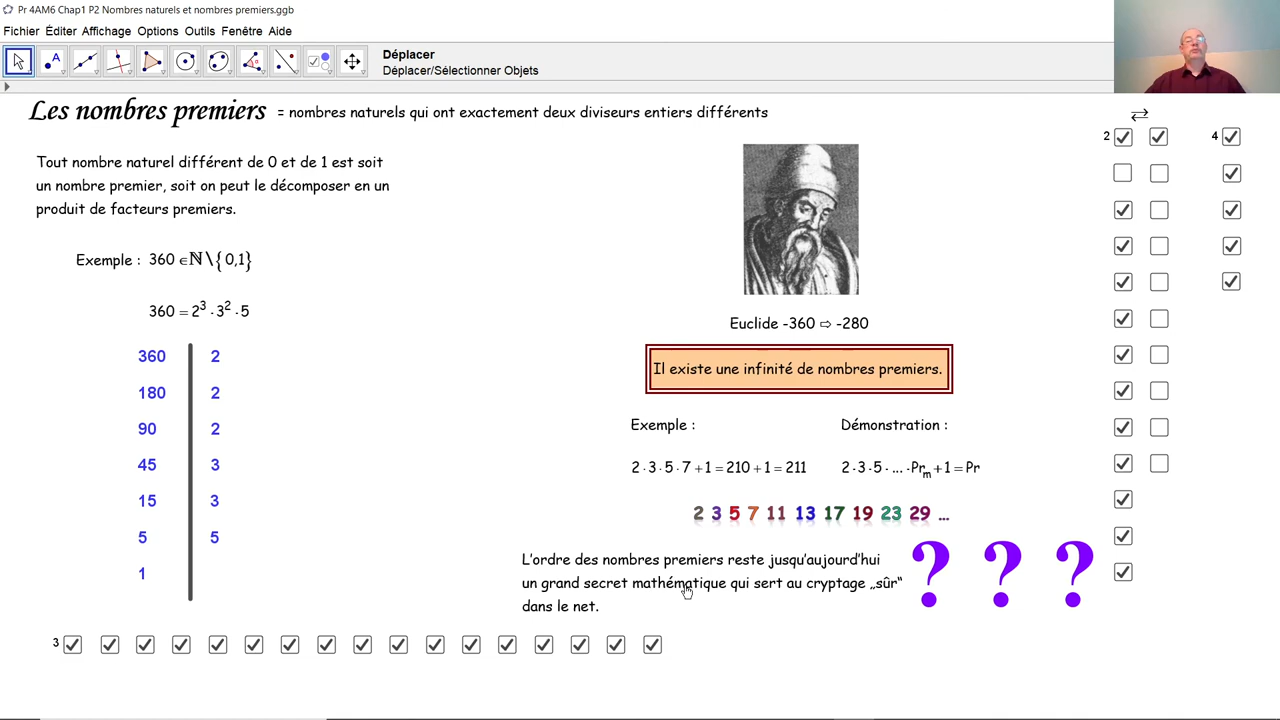 Pr 4AM6 Chap1 P2 Nombres naturels et nombres premiers.ggb
Fichier Éditer Affichage Options Outils Fenêtre Aide
Déplacer
Déplacer/Sélectionner Objets
Les nombres premiers = nombres naturels qui ont exactement deux diviseurs entiers différents
Tout nombre naturel différent de 0 et de 1 est soit
un nombre premier, soit on peut le décomposer en un
produit de facteurs premiers.
Exemple : 360 ∈ ℕ \ { 0,1}
360 = 2³ · 3² · 5
360 2
180 2
90 2
45 3
15 3
5 5
1
Euclide -360 ⇨ -280
Il existe une infinité de nombres premiers.
Exemple : Démonstration :
2 · 3 · 5 · 7 + 1 = 210 + 1 = 211 2 · 3 · 5 · ... · Prₘ + 1 = Pr
2 3 5 7 11 13 17 19 23 29 ...
L'ordre des nombres premiers reste jusqu'aujourd'hui
un grand secret mathématique qui sert au cryptage „sûr“
dans le net.
? ? ?
2 4
3